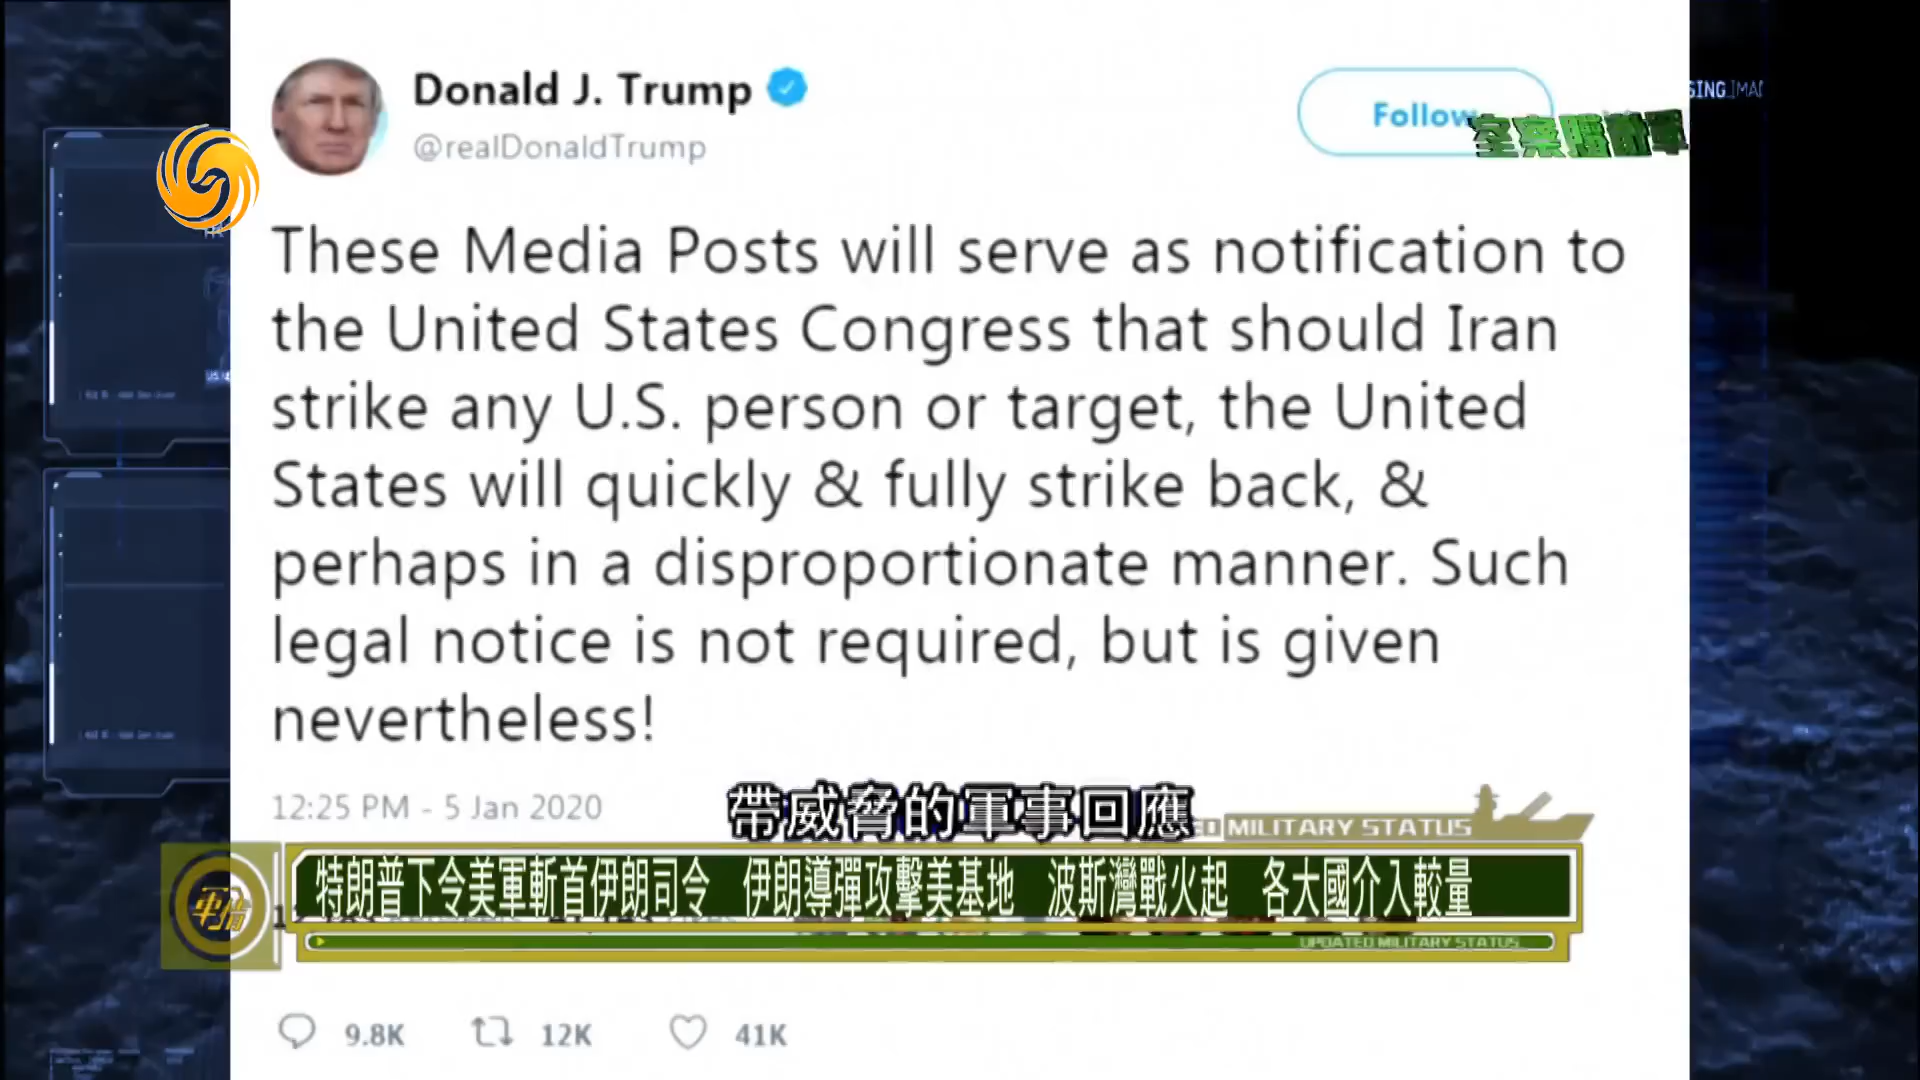 Donald J. Trump
@realDonaldTrump
Follow
These Media Posts will serve as notification to
the United States Congress that should Iran
strike any U.S. person or target, the United
States will quickly & fully strike back, &
perhaps in a disproportionate manner. Such
legal notice is not required, but is given
nevertheless!
12:25 PM - 5 Jan 2020
帶威脅的軍事回應
MILITARY STATUS
特朗普下令美軍斬首伊朗司令 伊朗導彈攻擊美基地 波斯灣戰火起 各大國介入較量
UPDATED MILITARY STATUS
9.8K 12K 41K